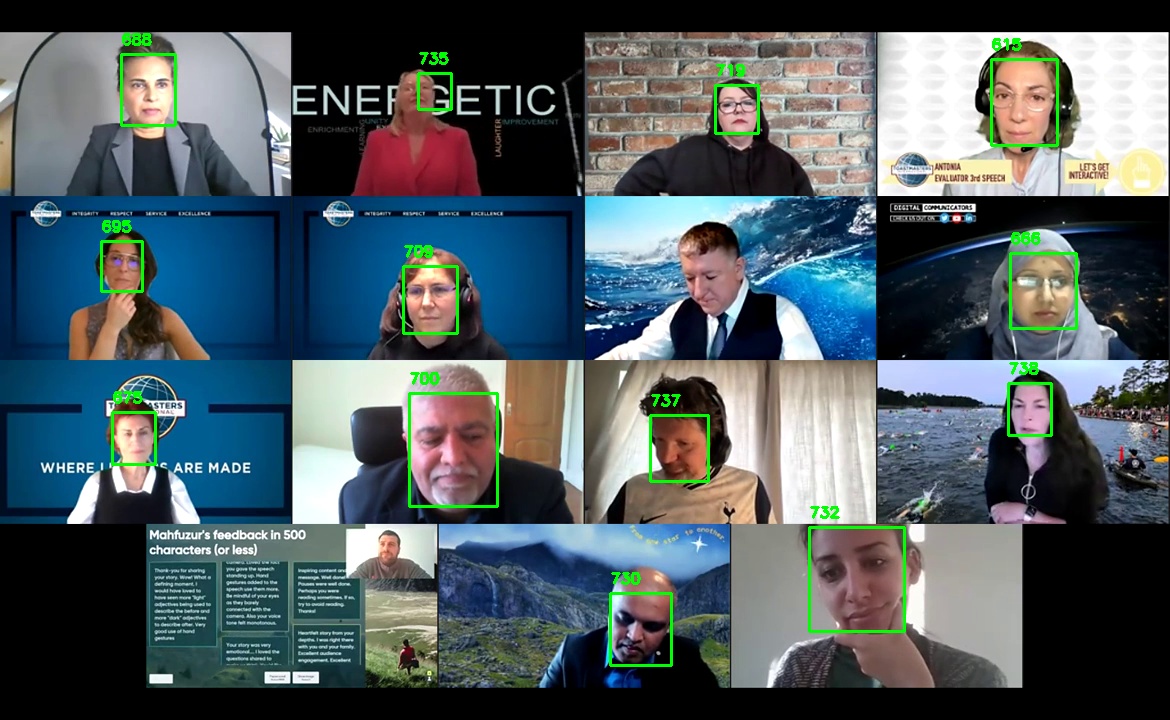 688
735
719
615
ENERGETIC
ENRICHMENT
IMPROVEMENT
LAUGHTER
TOASTMASTERS
ANTONIA
EVALUATOR 3rd SPEECH
LET'S GET
INTERACTIVE!
INTEGRITY RESPECT SERVICE EXCELLENCE
695
INTEGRITY RESPECT SERVICE EXCELLENCE
709
DIGITAL COMMUNICATORS
CHECK US OUT ON
666
675
WHERE L S ARE MADE
700
737
738
Mahfuzur's feedback in 500
characters (or less)
Thank-you for sharing
your story. Wow! What a
defining moment. I
would have loved to
have seen more "light"
adjectives being used to
describe the before and
more "dark" adjectives
to describe after. Very
good use of hand
gestures
you gave the speech
standing up. Hand
gestures added to the
speech use them more.
Be mindful of your eyes
as they barely
connected with the
camera. Also your voice
tone felt monotonous.
Your story was very
emotional... I loved the
questions shared to
Inspiring content and
message. Well done!
Pauses were well done.
Perhaps you were
reading sometimes. If so,
try to avoid reading.
Thanks!
Heartfelt story from your
depths. I was right there
with you and your family.
Excellent audience
engagement. Excellent
730
star to another.
732